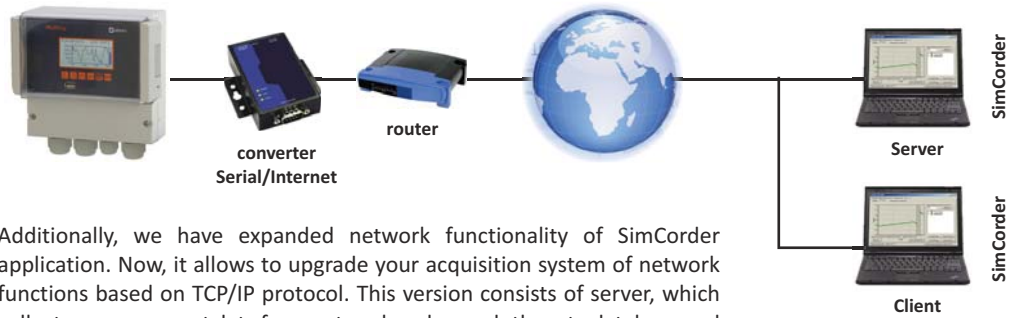 SimCorder
router
Server
converter
Serial/Internet
SimCorder
Additionally, we have expanded network functionality of SimCorder
application. Now, it allows to upgrade your acquisition system of network
functions based on TCP/IP protocol. This version consists of server, which
Client